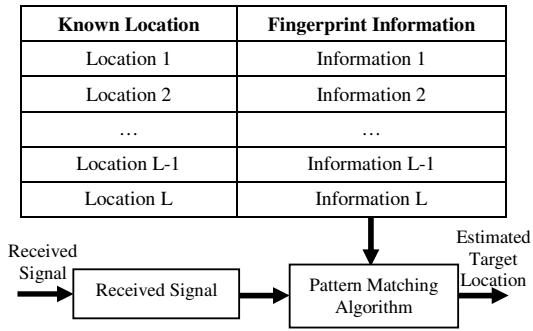 Known Location Fingerprint Information
Location 1 Information 1
Location 2 Information 2
… …
Location L-1 Information L-1
Location L Information L
Received
Signal
Received Signal
Pattern Matching
Algorithm
Estimated
Target
Location